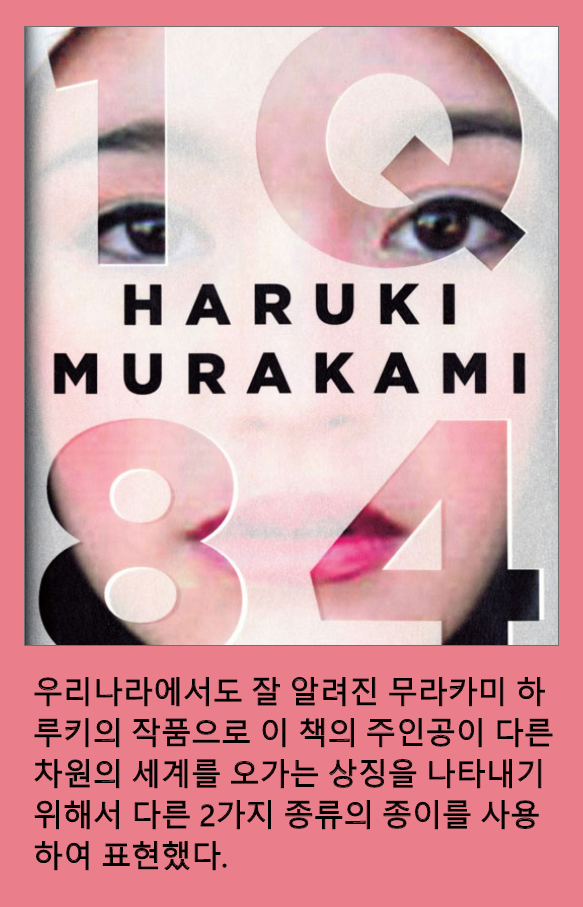 1Q
HARUKI
MURAKAMI
84
우리나라에서도 잘 알려진 무라카미 하
루키의 작품으로 이 책의 주인공이 다른
차원의 세계를 오가는 상징을 나타내기
위해서 다른 2가지 종류의 종이를 사용
하여 표현했다.